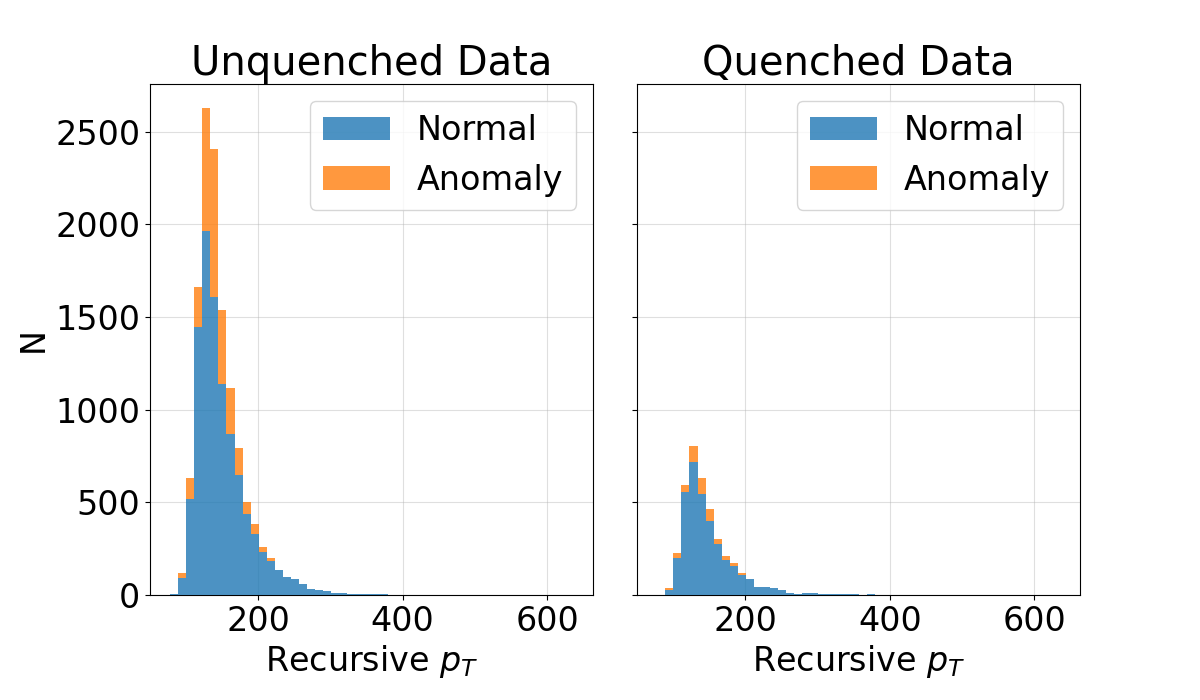 Unquenched Data
Quenched Data
Normal
Anomaly
Normal
Anomaly
2500
2000
1500
1000
500
0
N
200 400 600
200 400 600
Recursive p_T
Recursive p_T